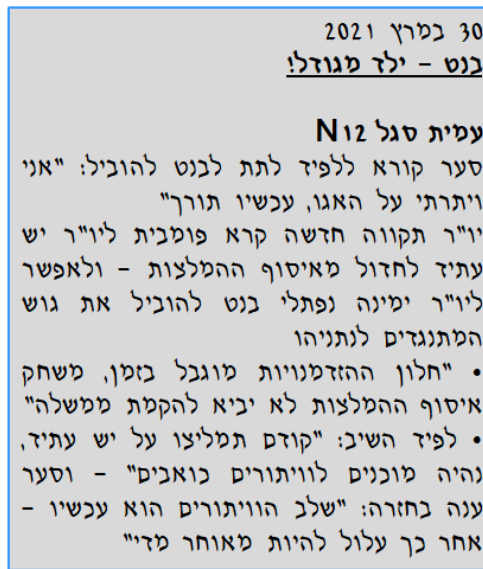 30 במרץ 2021
בנט – ילד מגודל!
עמית סגל N12
סער קורא ללפיד לתת לבנט להוביל: "אני
ויתרתי על האגו, עכשיו תורך"
יו"ר תקווה חדשה קרא פומבית ליו"ר יש
עתיד לחדול מאיסוף ההמלצות – ולאפשר
ליו"ר ימינה נפתלי בנט להוביל את גוש
המתנגדים לנתניהו
• "חלון ההזדמנויות מוגבל בזמן, משחק
איסוף ההמלצות לא יביא להקמת ממשלה"
• לפיד השיב: "קודם תמליצו על יש עתיד,
נהיה מוכנים לוויתורים כואבים" – וסער
ענה בחזרה: "שלב הוויתורים הוא עכשיו –
אחר כך עלול להיות מאוחר מדי"